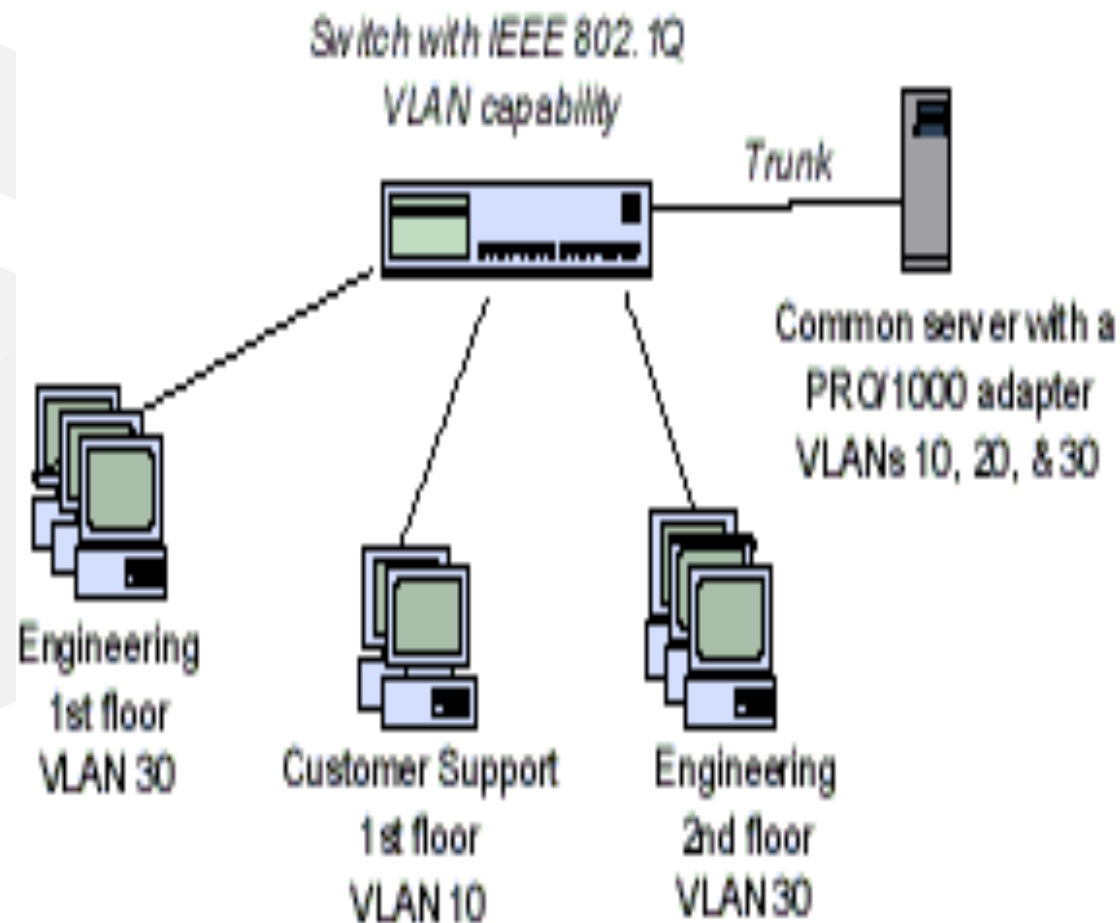 Switch with IEEE 802.1Q
VLAN capability
Trunk
Common server with a
PRO/1000 adapter
VLANs 10, 20, & 30
Engineering
1st floor
VLAN 30
Customer Support
1st floor
VLAN 10
Engineering
2nd floor
VLAN 30